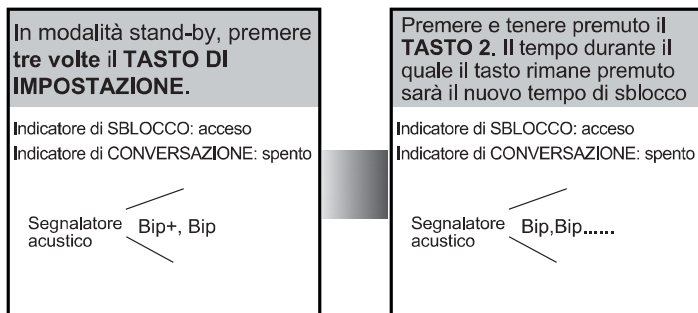 In modalità stand-by, premere
tre volte il TASTO DI
IMPOSTAZIONE.
Indicatore di SBLOCCO: acceso
Indicatore di CONVERSAZIONE: spento
Segnalatore
acustico
Bip+, Bip
Premere e tenere premuto il
TASTO 2. Il tempo durante il
quale il tasto rimane premuto
sarà il nuovo tempo di sblocco
Indicatore di SBLOCCO: acceso
Indicatore di CONVERSAZIONE: spento
Segnalatore
acustico
Bip,Bip......